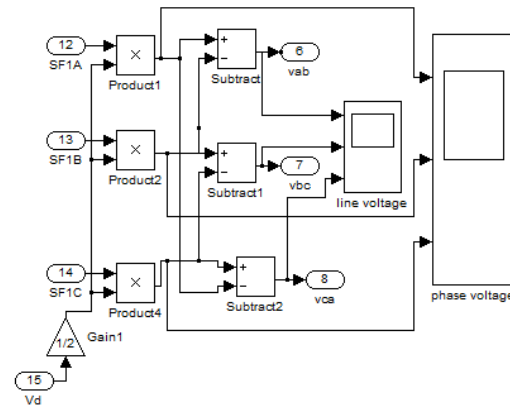 12
SF1A
×
Product1
+
−
Subtract
6
vab
13
SF1B
×
Product2
+
−
Subtract1
7
vbc
line voltage
14
SF1C
×
Product4
+
−
Subtract2
8
vca
phase voltage
1/2
Gain1
15
Vd